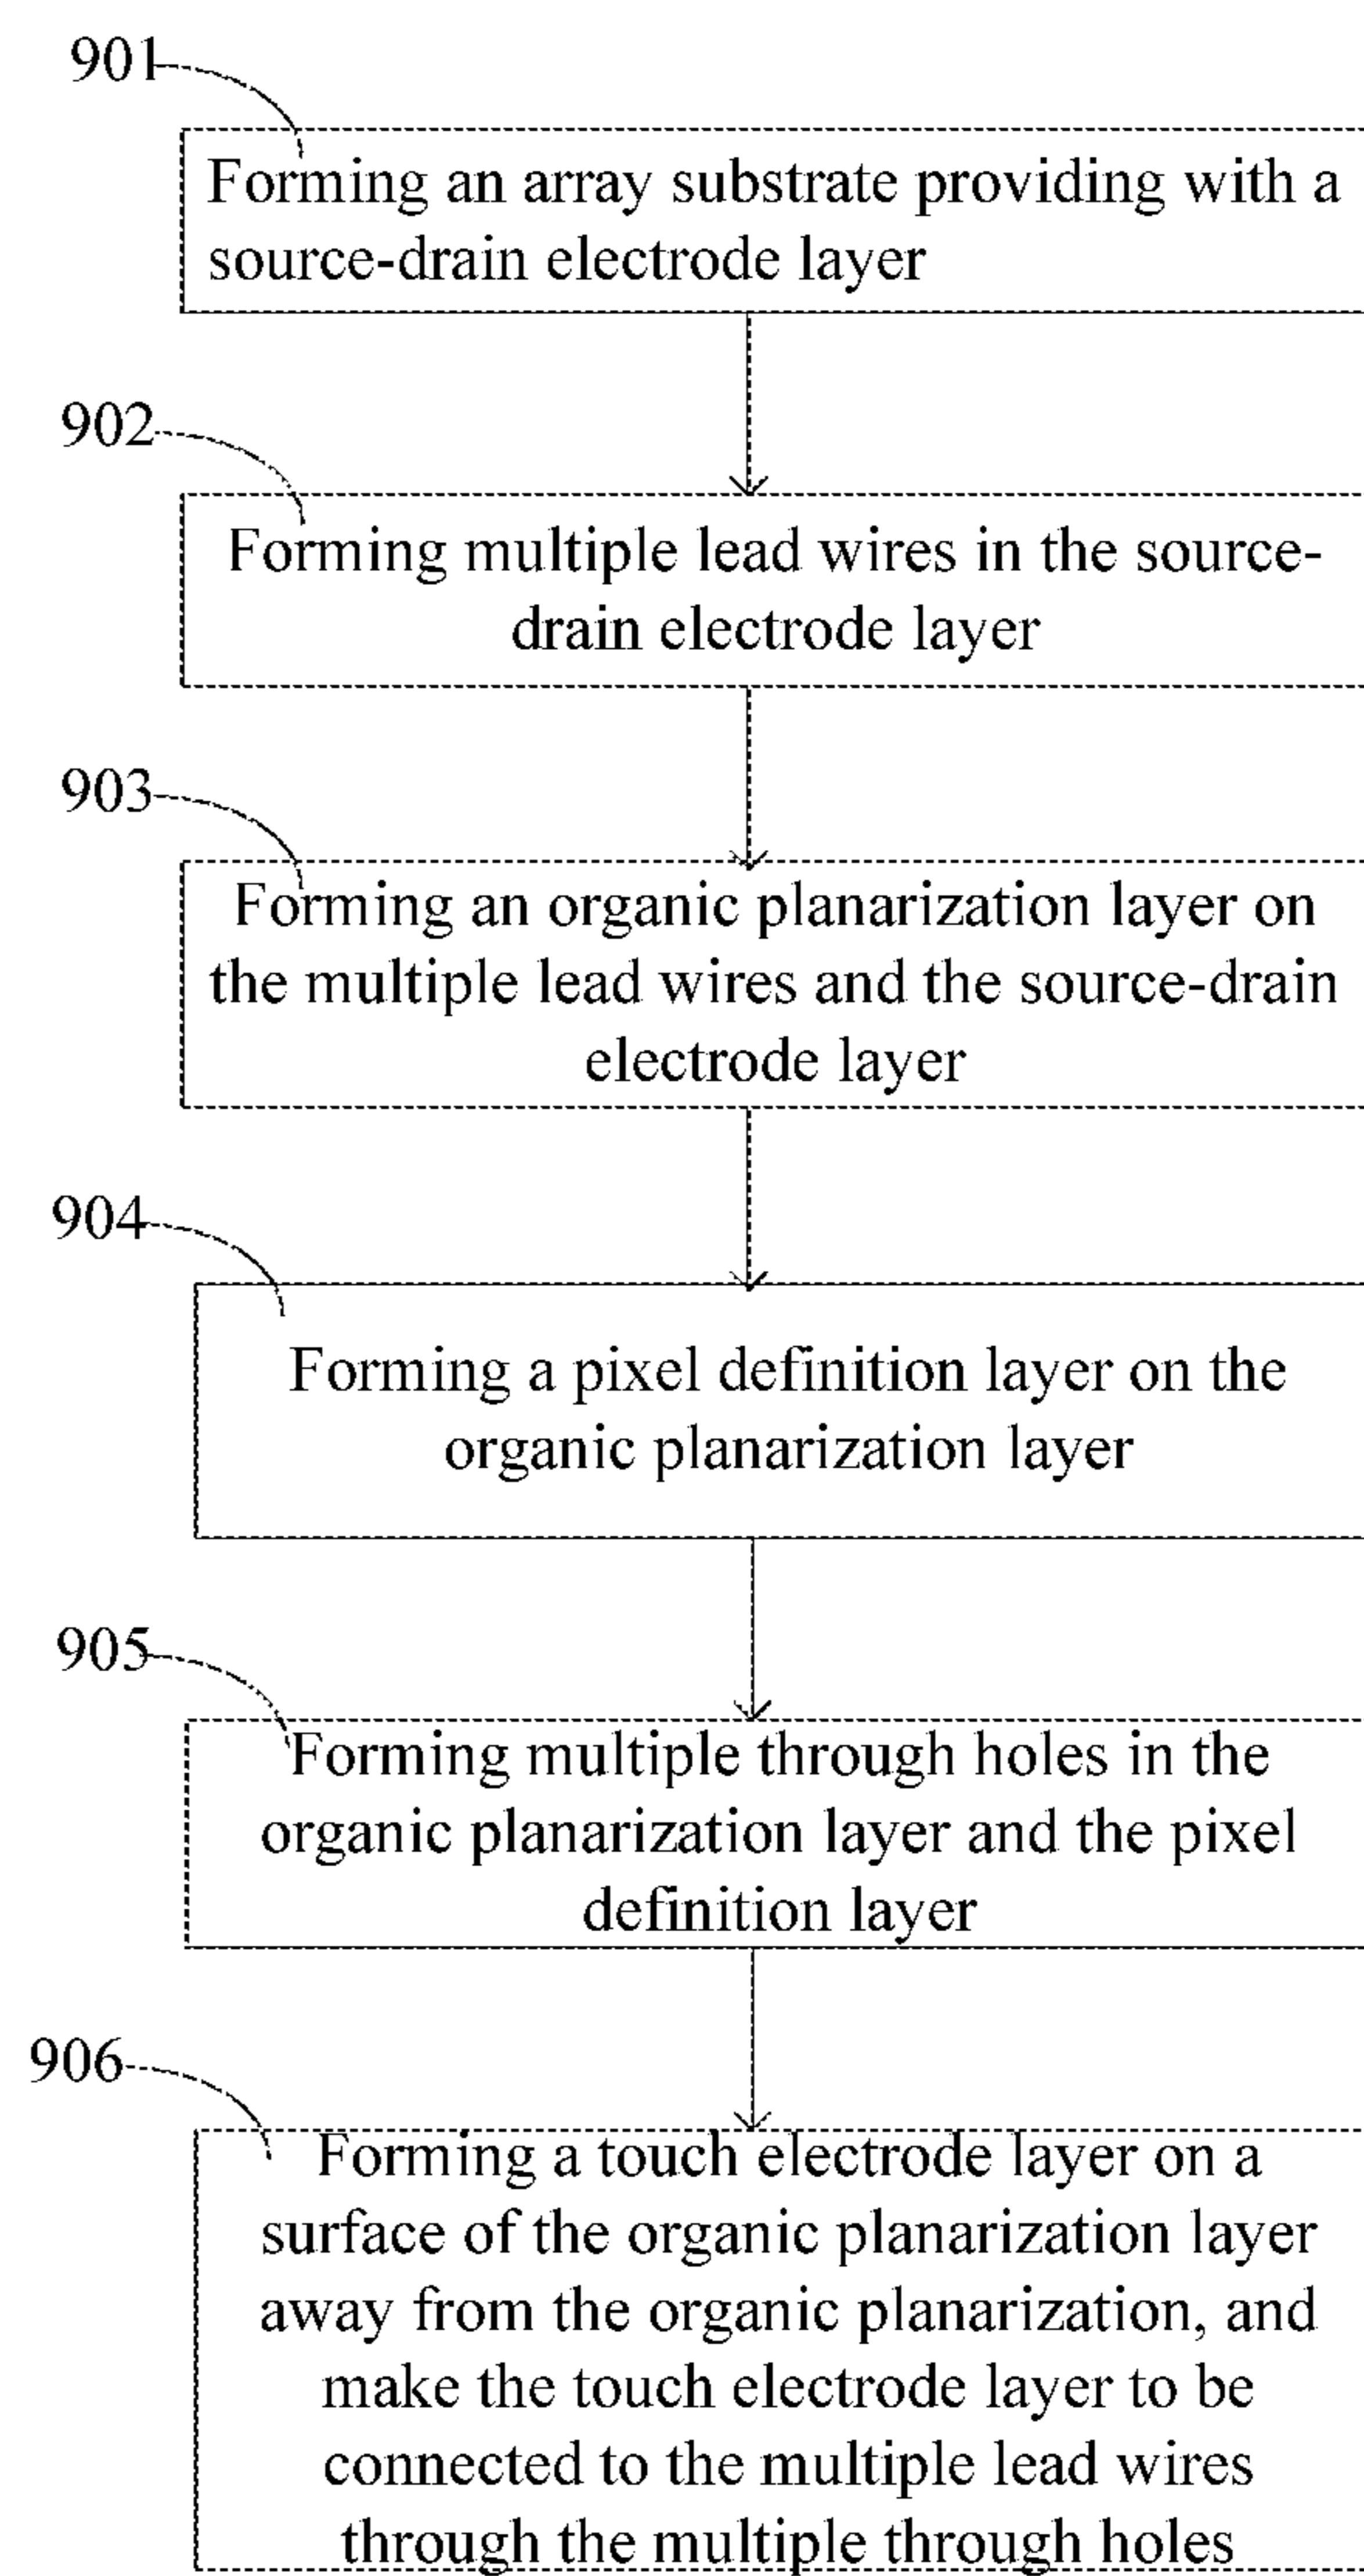 901
Forming an array substrate providing with a
source-drain electrode layer
902
Forming multiple lead wires in the source-
drain electrode layer
903
Forming an organic planarization layer on
the multiple lead wires and the source-drain
electrode layer
904
Forming a pixel definition layer on the
organic planarization layer
905
Forming multiple through holes in the
organic planarization layer and the pixel
definition layer
906
Forming a touch electrode layer on a
surface of the organic planarization layer
away from the organic planarization, and
make the touch electrode layer to be
connected to the multiple lead wires
through the multiple through holes